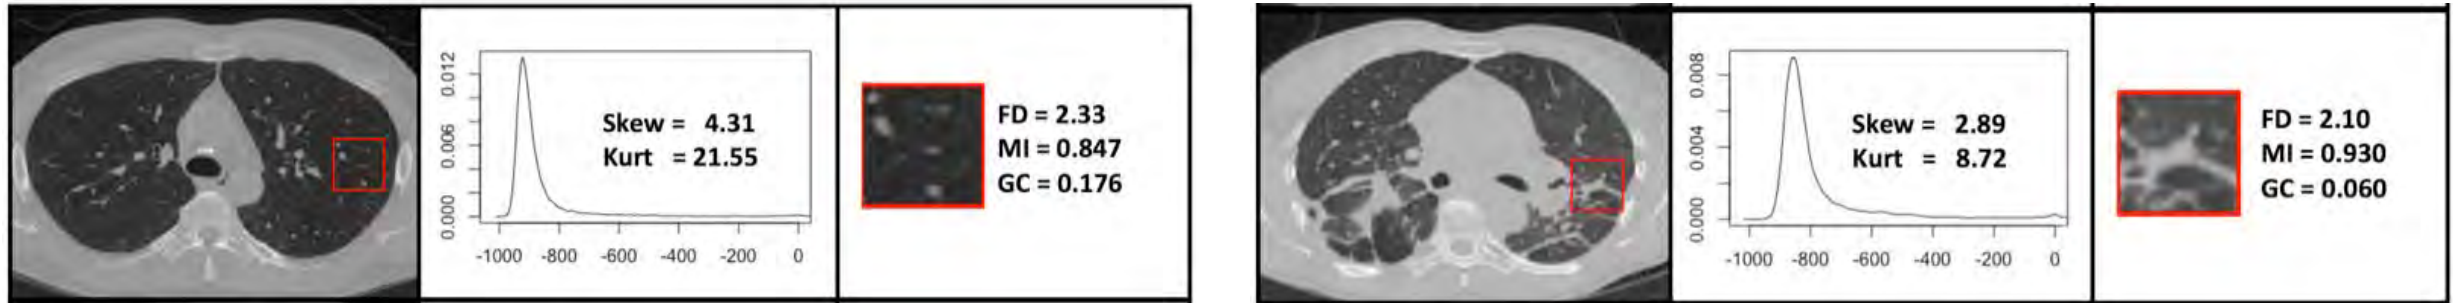 0.012
0.006
0.000
Skew = 4.31
Kurt = 21.55
-1000 -800 -600 -400 -200 0
FD = 2.33
MI = 0.847
GC = 0.176
0.008
0.004
0.000
Skew = 2.89
Kurt = 8.72
-1000 -800 -600 -400 -200 0
FD = 2.10
MI = 0.930
GC = 0.060